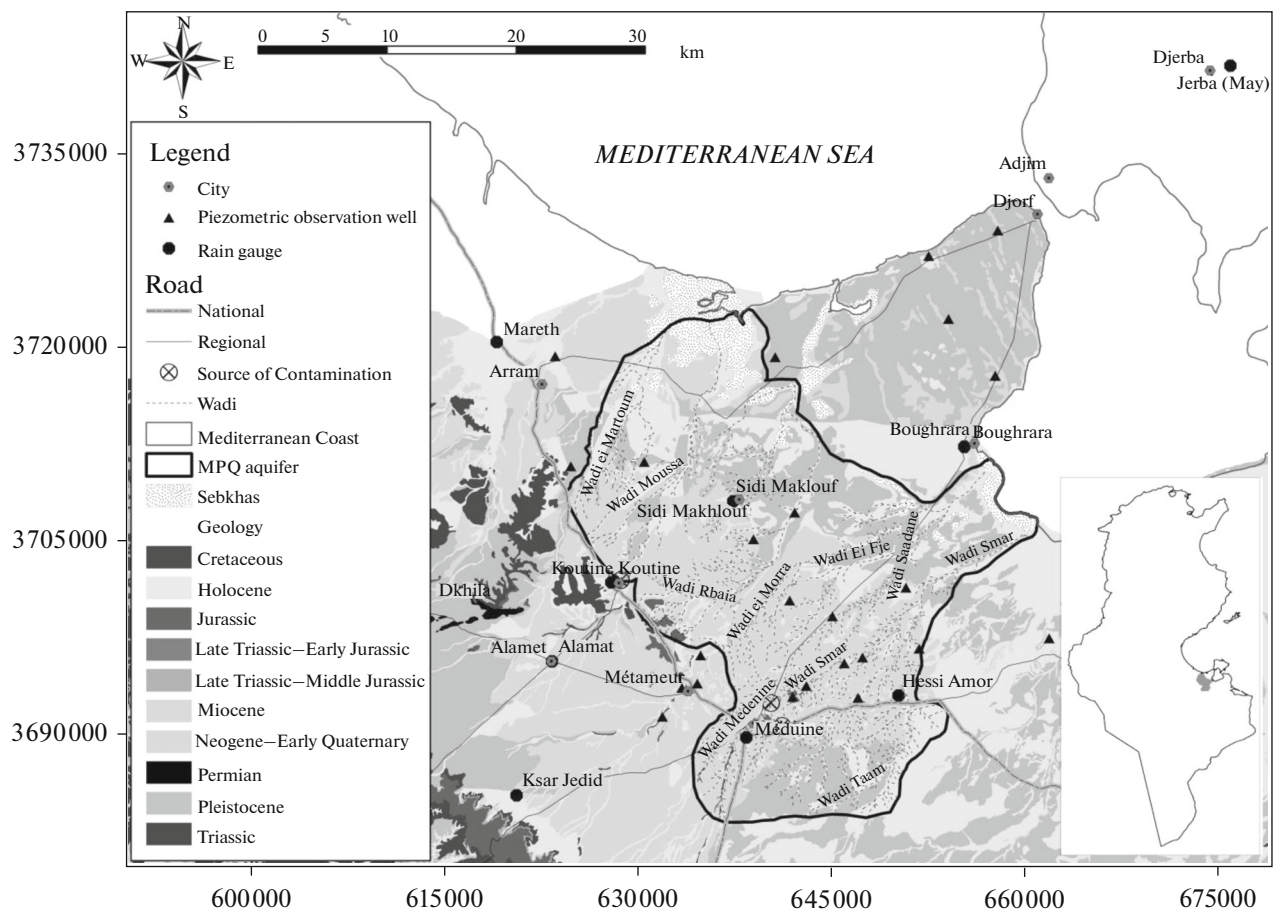 N
W
E
S
0 5 10 20 30
km
Djerba
Jerba (May)
MEDITERRANEAN SEA
Adjim
Djorf
3735000
3720000
3705000
3690000
Legend
City
Piezometric observation well
Rain gauge
Road
National
Regional
Source of Contamination
Wadi
Mediterranean Coast
MPQ aquifer
Sebkhas
Geology
Cretaceous
Holocene
Jurassic
Late Triassic–Early Jurassic
Late Triassic–Middle Jurassic
Miocene
Neogene–Early Quaternary
Permian
Pleistocene
Triassic
Mareth
Arram
Boughrara Boughrara
Wadi ei Martoum
Wadi Moussa
Sidi Maklouf
Sidi Makhlouf
Wadi Ei Fje
Wadi Saadane
Wadi Smar
Koutine Koutine
Dkhila
Wadi Rbaia
Wadi ei Morra
Alamet Alamat
Métameur
Wadi Smar
Hessi Amor
Wadi Medenine
Méduine
Ksar Jedid
Wadi Taam
600000 615000 630000 645000 660000 675000